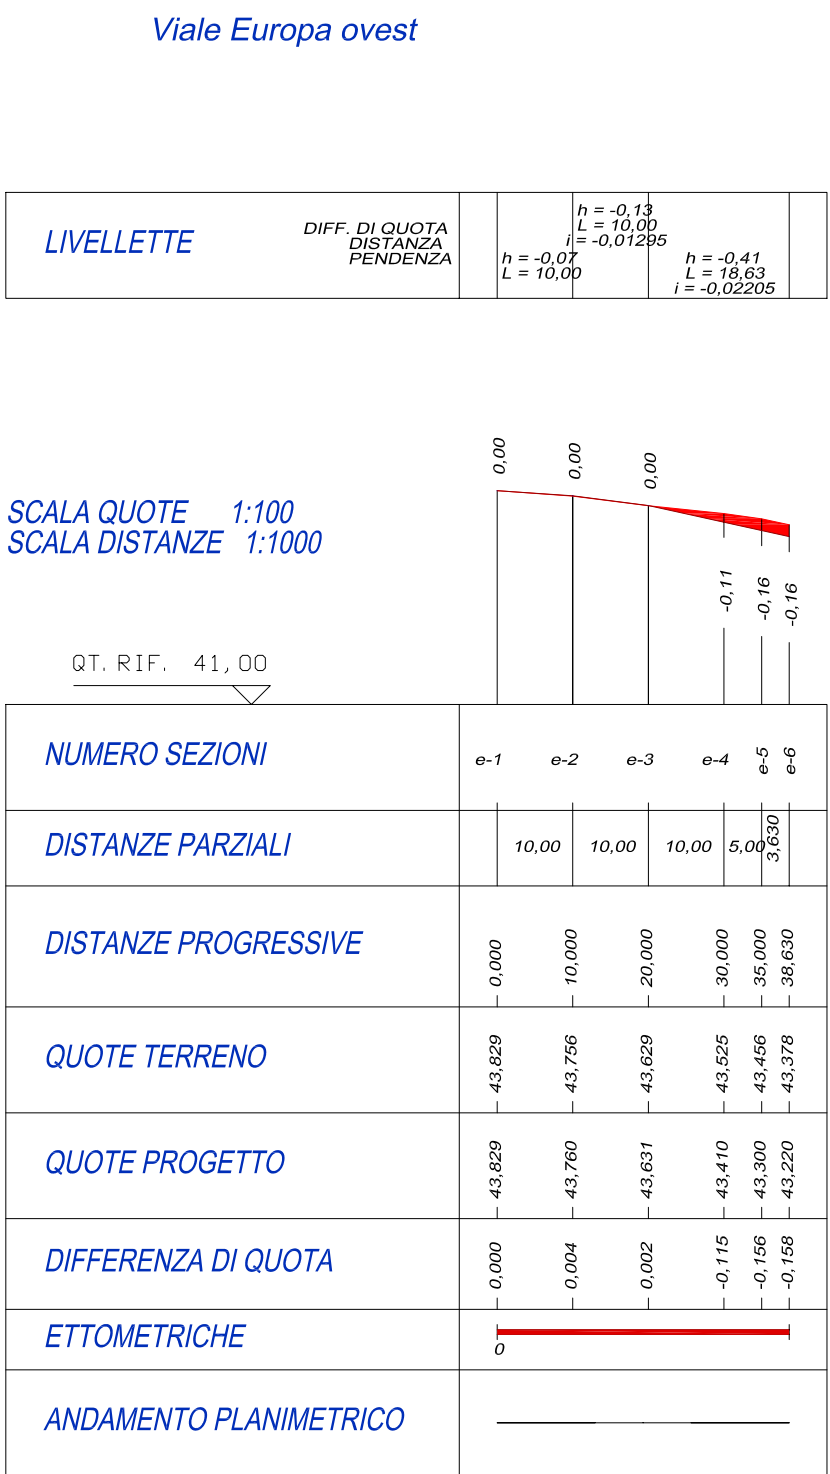 Viale Europa ovest
LIVELLETTE
DIFF. DI QUOTA
DISTANZA
PENDENZA
h = -0,07
L = 10,00
h = -0,13
L = 10,00
i = -0,01295
h = -0,41
L = 18,63
i = -0,02205
0,00 0,00 0,00
SCALA QUOTE 1:100
SCALA DISTANZE 1:1000
-0,11 -0,16 -0,16
QT. RIF. 41,00
NUMERO SEZIONI e-1 e-2 e-3 e-4 e-5 e-6
DISTANZE PARZIALI 10,00 10,00 10,00 5,00 3,630
DISTANZE PROGRESSIVE 0,000 10,000 20,000 30,000 35,000 38,630
QUOTE TERRENO 43,829 43,756 43,629 43,525 43,456 43,378
QUOTE PROGETTO 43,829 43,760 43,631 43,410 43,300 43,220
DIFFERENZA DI QUOTA 0,000 0,004 0,002 -0,115 -0,156 -0,158
ETTOMETRICHE
0
ANDAMENTO PLANIMETRICO